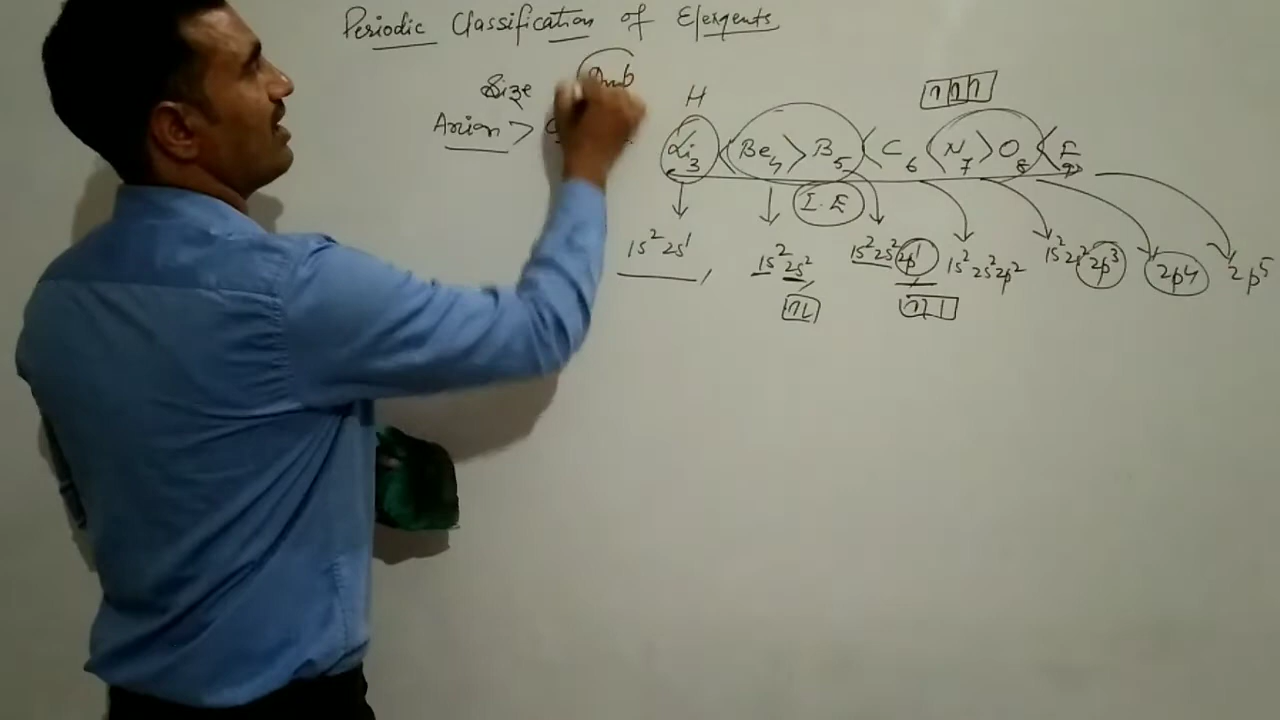 Periodic Classification of Elements
Size
Anion >
H
Li3 < Be4 > B5 < C6 < N7 > O8 < F9
I.E
1s² 2s¹
1s² 2s²
1s² 2s² 2p¹
1s² 2s² 2p²
1s² 2p² 2p³
2p4
2p5